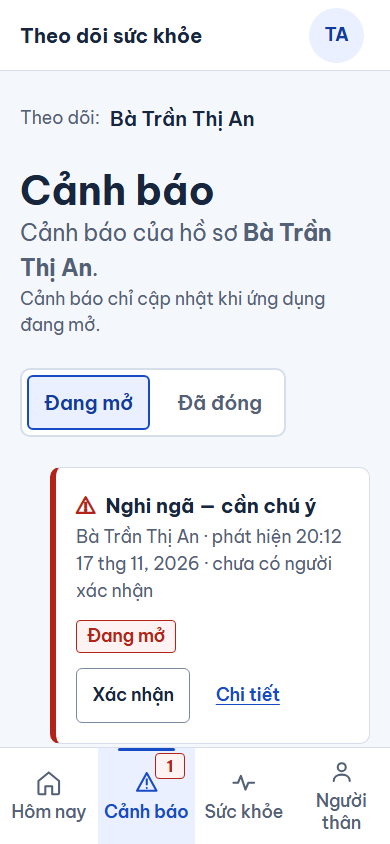 Theo dõi sức khỏe
TA
Theo dõi: Bà Trần Thị An
Cảnh báo
Cảnh báo của hồ sơ Bà Trần
Thị An.
Cảnh báo chỉ cập nhật khi ứng dụng
đang mở.
Đang mở
Đã đóng
Nghi ngã — cần chú ý
Bà Trần Thị An · phát hiện 20:12
17 thg 11, 2026 · chưa có người
xác nhận
Đang mở
Xác nhận
Chi tiết
1
Hôm nay
Cảnh báo
Sức khỏe
Người
thân